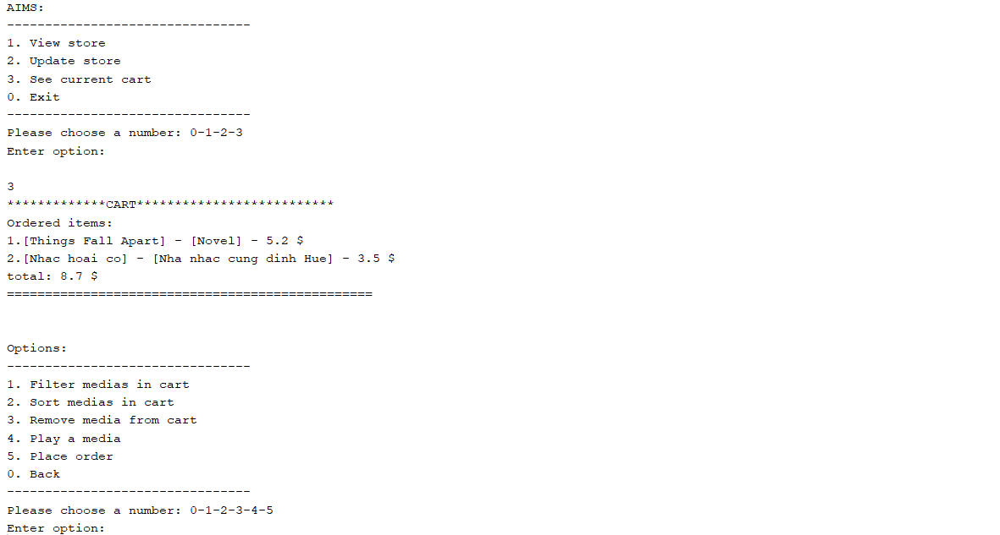 AIMS:
--------------------------------
1. View store
2. Update store
3. See current cart
0. Exit
--------------------------------
Please choose a number: 0-1-2-3
Enter option:
3
*************CART**************************
Ordered items:
1.[Things Fall Apart] - [Novel] - 5.2 $
2.[Nhac hoai co] - [Nha nhac cung dinh Hue] - 3.5 $
total: 8.7 $
================================================
Options:
--------------------------------
1. Filter medias in cart
2. Sort medias in cart
3. Remove media from cart
4. Play a media
5. Place order
0. Back
--------------------------------
Please choose a number: 0-1-2-3-4-5
Enter option: